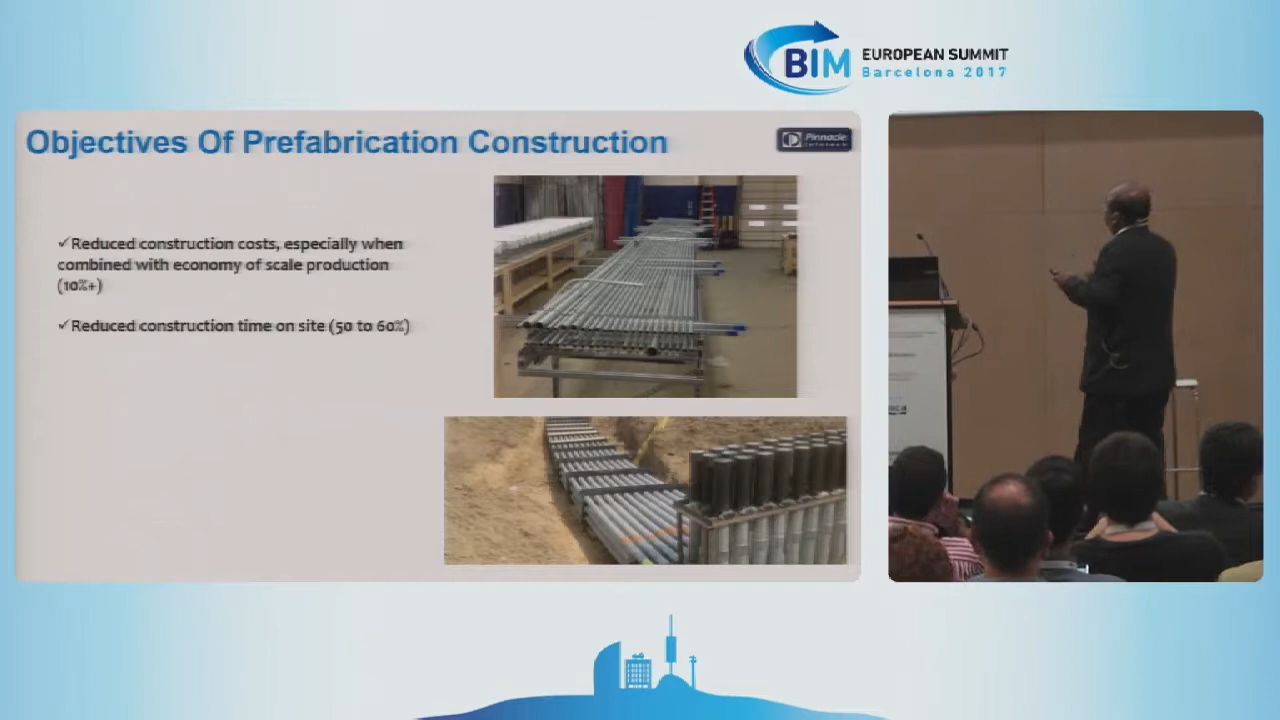 BIM
EUROPEAN SUMMIT
Barcelona 2017
Objectives Of Prefabrication Construction
Pinnacle
✓Reduced construction costs, especially when
combined with economy of scale production
(10%+)
✓Reduced construction time on site (50 to 60%)